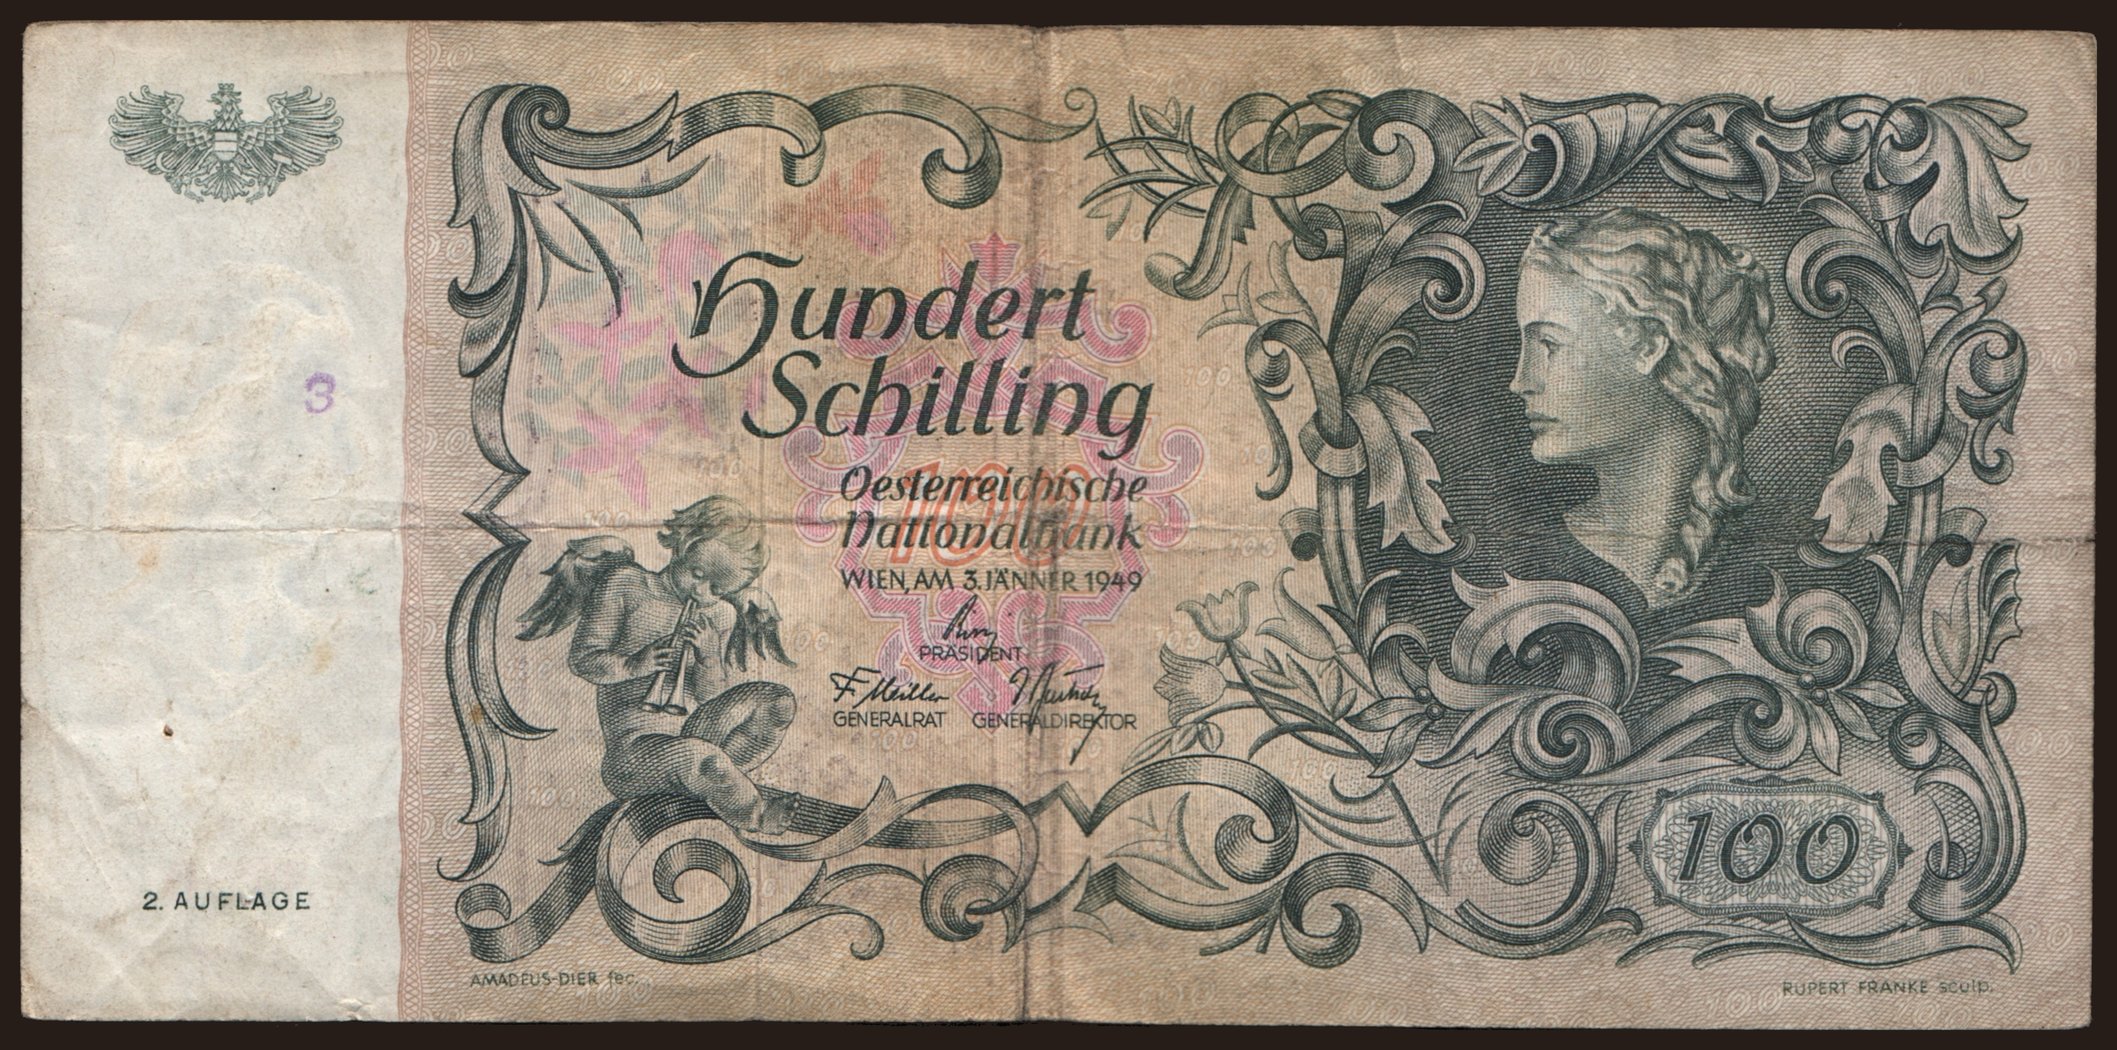 3
2. AUFLAGE
Hundert
Schilling
100
Oesterreichische
Nationalbank
WIEN, AM 3. JÄNNER 1949
PRÄSIDENT
GENERALRAT GENERALDIREKTOR
100
AMADEUS-DIER fec.
RUPERT FRANKE sculp.